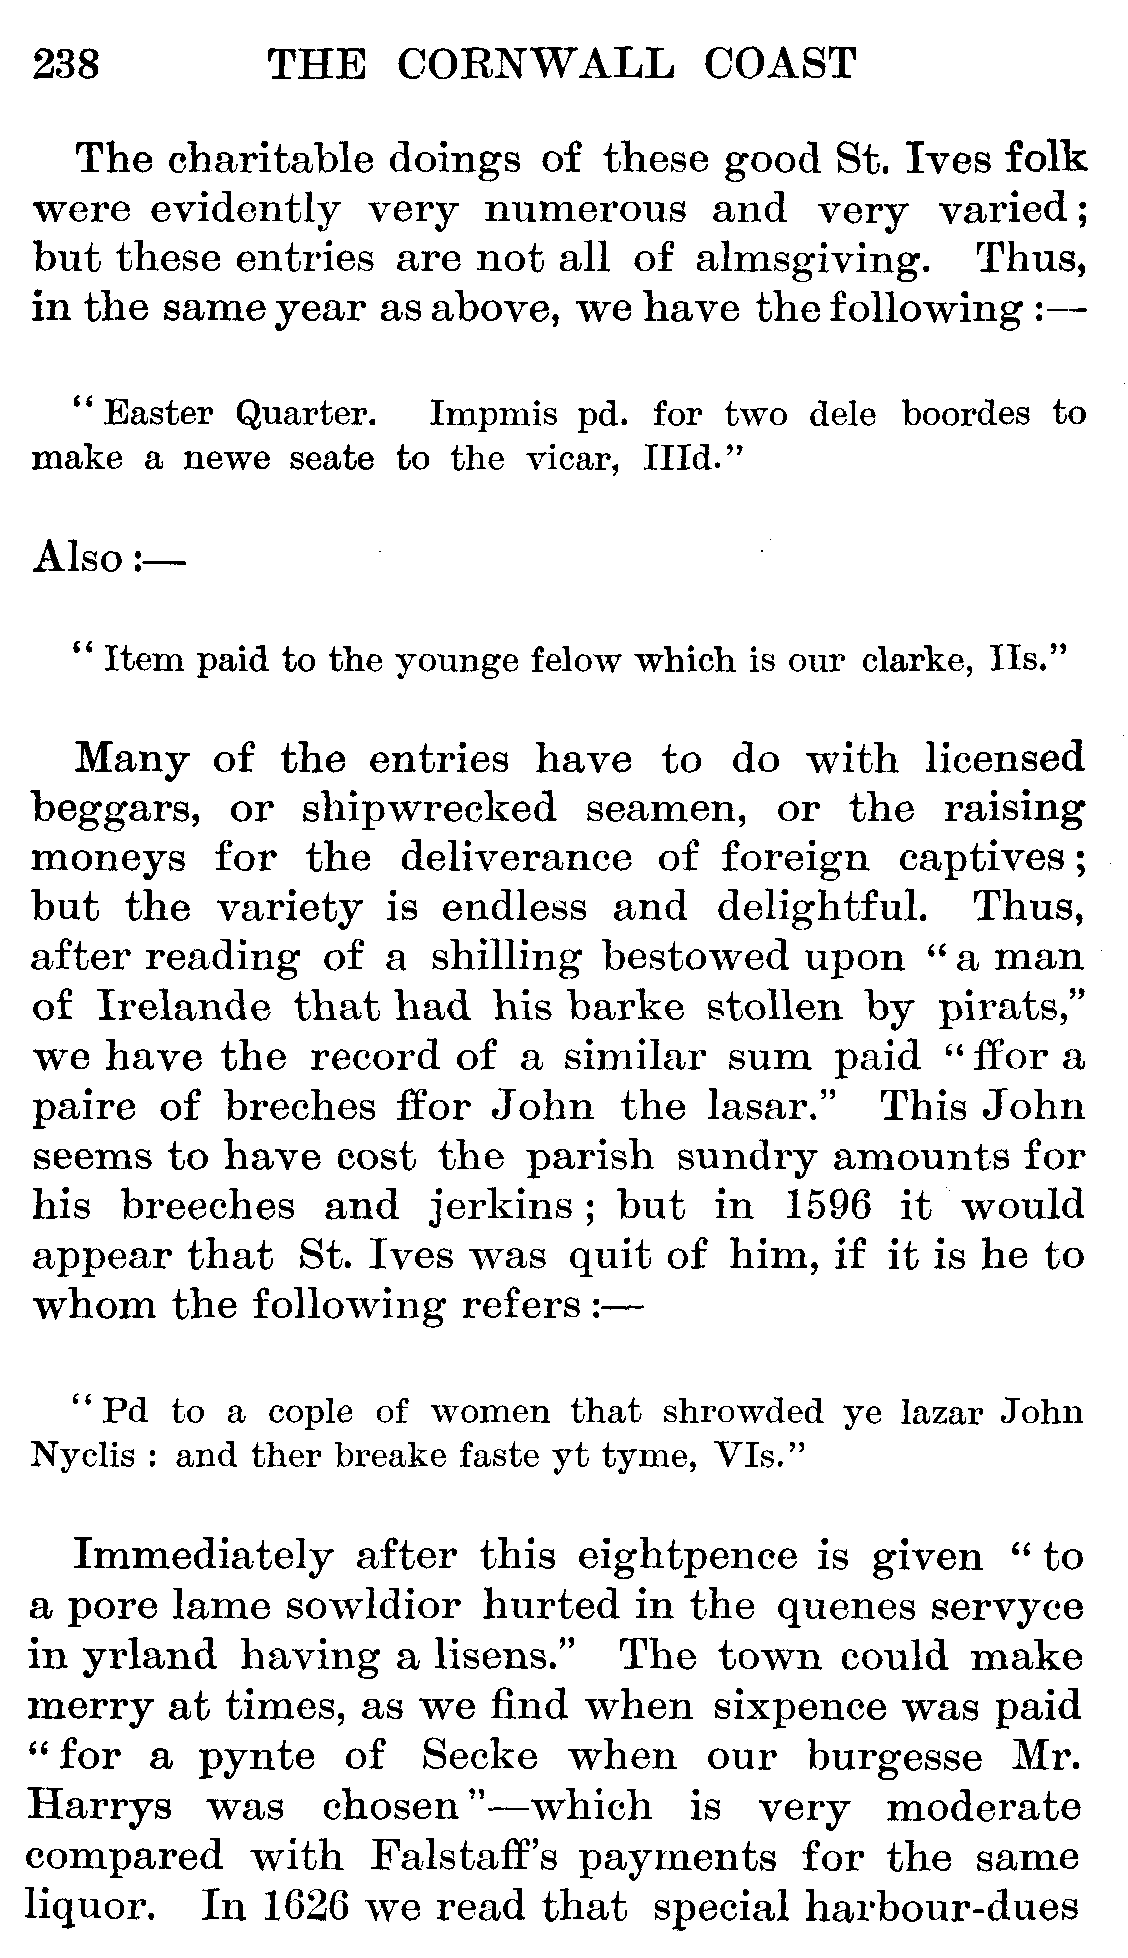 238 THE CORNWALL COAST
The charitable doings of these good St. Ives folk
were evidently very numerous and very varied;
but these entries are not all of almsgiving. Thus,
in the same year as above, we have the following:—
"Easter Quarter. Impmis pd. for two dele boordes to
make a newe seate to the vicar, IIId."
Also:—
"Item paid to the younge felow which is our clarke, IIs."
Many of the entries have to do with licensed
beggars, or shipwrecked seamen, or the raising
moneys for the deliverance of foreign captives;
but the variety is endless and delightful. Thus,
after reading of a shilling bestowed upon "a man
of Irelande that had his barke stollen by pirats,"
we have the record of a similar sum paid "ffor a
paire of breches ffor John the lasar." This John
seems to have cost the parish sundry amounts for
his breeches and jerkins; but in 1596 it would
appear that St. Ives was quit of him, if it is he to
whom the following refers:—
"Pd to a cople of women that shrowded ye lazar John
Nyclis: and ther breake faste yt tyme, VIs."
Immediately after this eightpence is given "to
a pore lame sowldior hurted in the quenes servyce
in yrland having a lisens." The town could make
merry at times, as we find when sixpence was paid
"for a pynte of Secke when our burgesse Mr.
Harrys was chosen"—which is very moderate
compared with Falstaff's payments for the same
liquor. In 1626 we read that special harbour-dues